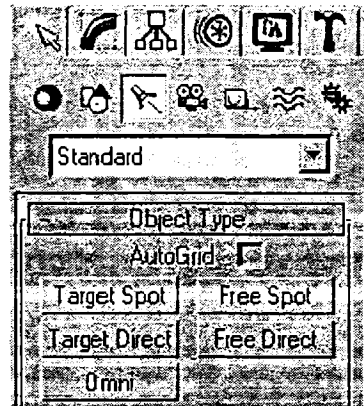 Standard
Object Type
AutoGrid
Target Spot Free Spot
Target Direct Free Direct
Omni